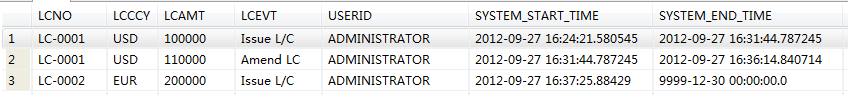 LCNO LCCCY LCAMT LCEVT USERID SYSTEM_START_TIME SYSTEM_END_TIME
1 LC-0001 USD 100000 Issue L/C ADMINISTRATOR 2012-09-27 16:24:21.580545 2012-09-27 16:31:44.787245
2 LC-0001 USD 110000 Amend LC ADMINISTRATOR 2012-09-27 16:31:44.787245 2012-09-27 16:36:14.840714
3 LC-0002 EUR 200000 Issue L/C ADMINISTRATOR 2012-09-27 16:37:25.88429 9999-12-30 00:00:00.0